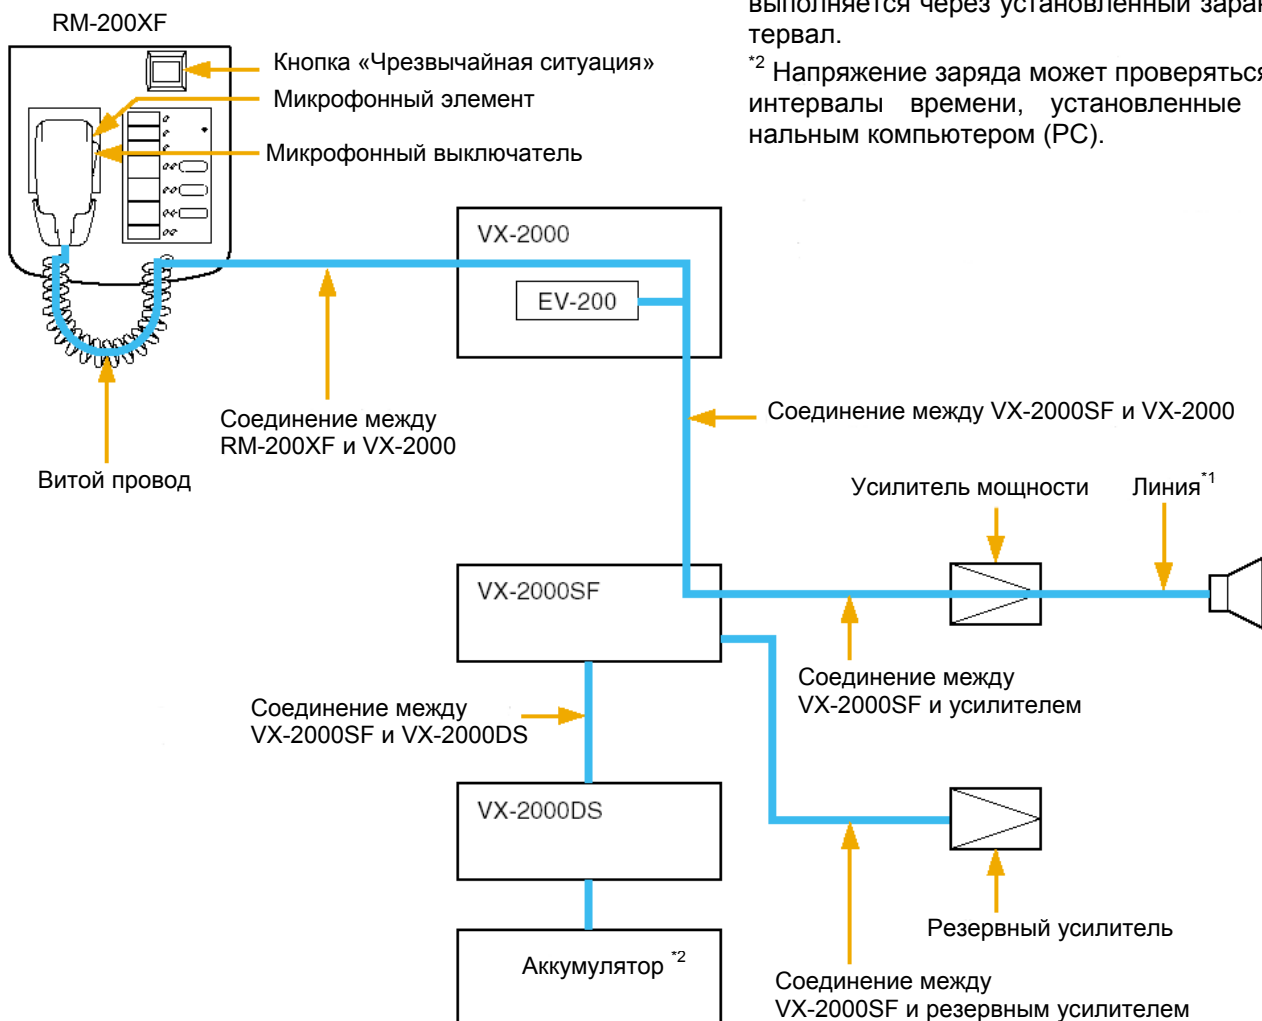 выполняется через установленный заран
тервал.
*2 Напряжение заряда может проверяться
интервалы времени, установленные
нальным компьютером (PC).
RM-200XF
Кнопка «Чрезвычайная ситуация»
Микрофонный элемент
Микрофонный выключатель
VX-2000
EV-200
Соединение между
RM-200XF и VX-2000
Соединение между VX-2000SF и VX-2000
Витой провод
Усилитель мощности
Линия*1
VX-2000SF
Соединение между
VX-2000SF и усилителем
Соединение между
VX-2000SF и VX-2000DS
VX-2000DS
Резервный усилитель
Аккумулятор *2
Соединение между
VX-2000SF и резервным усилителем